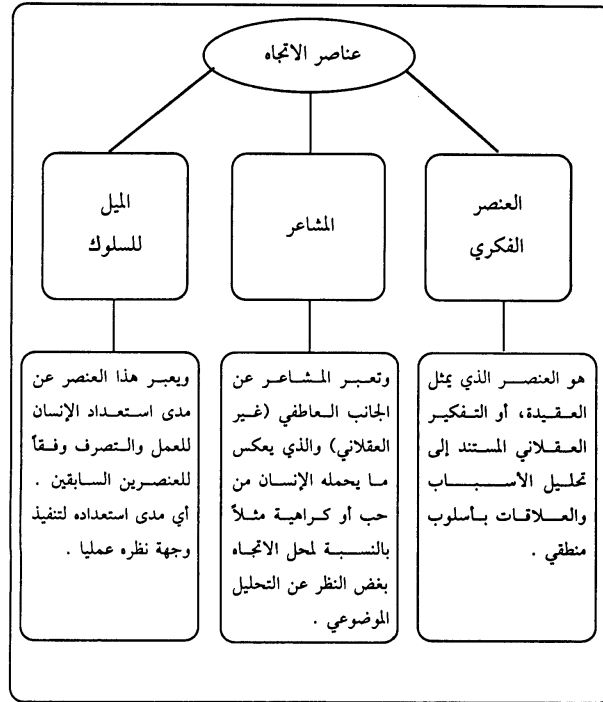 عناصر الاتجاه
العنصر
الفكري
المشاعر
الميل
للسلوك
هو العنصر الذي يمثل
العقيدة، أو التفكير
العقلاني المستند إلى
تحليل الأسباب
والعلاقات بأسلوب
منطقي .
وتعبر المشاعر عن
الجانب العاطفي (غير
العقلاني) والذي يعكس
ما يحمله الإنسان من
حب أو كراهية مثلاً
بالنسبة لمحل الاتجاه
بغض النظر عن التحليل
الموضوعي .
ويعبر هذا العنصر عن
مدى استعداد الإنسان
للعمل والتصرف وفقاً
للعنصرين السابقين .
أي مدى استعداده لتنفيذ
وجهة نظره عمليا .